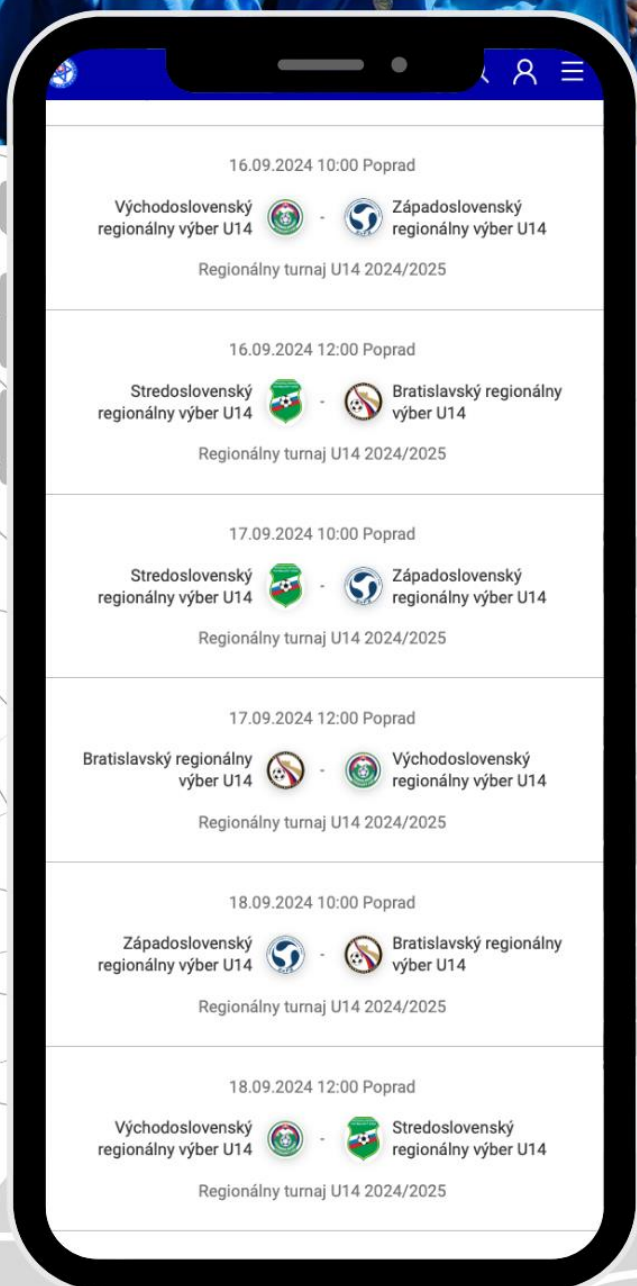 16.09.2024 10:00 Poprad
Východoslovenský
regionálny výber U14
-
Západoslovenský
regionálny výber U14
Regionálny turnaj U14 2024/2025
16.09.2024 12:00 Poprad
Stredoslovenský
regionálny výber U14
-
Bratislavský regionálny
výber U14
Regionálny turnaj U14 2024/2025
17.09.2024 10:00 Poprad
Stredoslovenský
regionálny výber U14
-
Západoslovenský
regionálny výber U14
Regionálny turnaj U14 2024/2025
17.09.2024 12:00 Poprad
Bratislavský regionálny
výber U14
-
Východoslovenský
regionálny výber U14
Regionálny turnaj U14 2024/2025
18.09.2024 10:00 Poprad
Západoslovenský
regionálny výber U14
-
Bratislavský regionálny
výber U14
Regionálny turnaj U14 2024/2025
18.09.2024 12:00 Poprad
Východoslovenský
regionálny výber U14
-
Stredoslovenský
regionálny výber U14
Regionálny turnaj U14 2024/2025